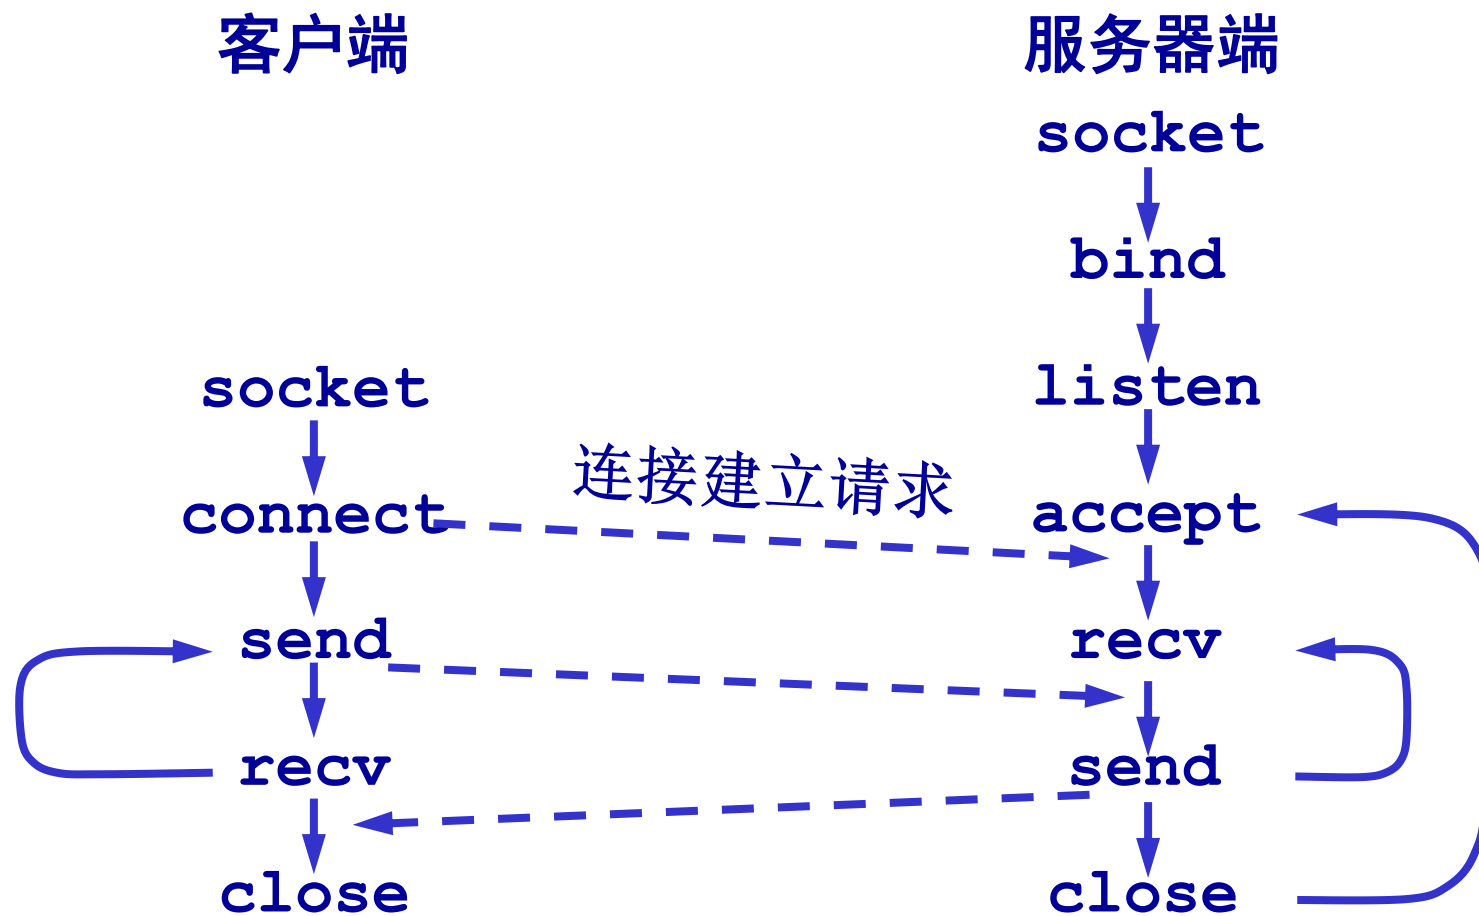 客户端
服务器端
socket
bind
socket
listen
连接建立请求
connect
accept
send
recv
recv
send
close
close